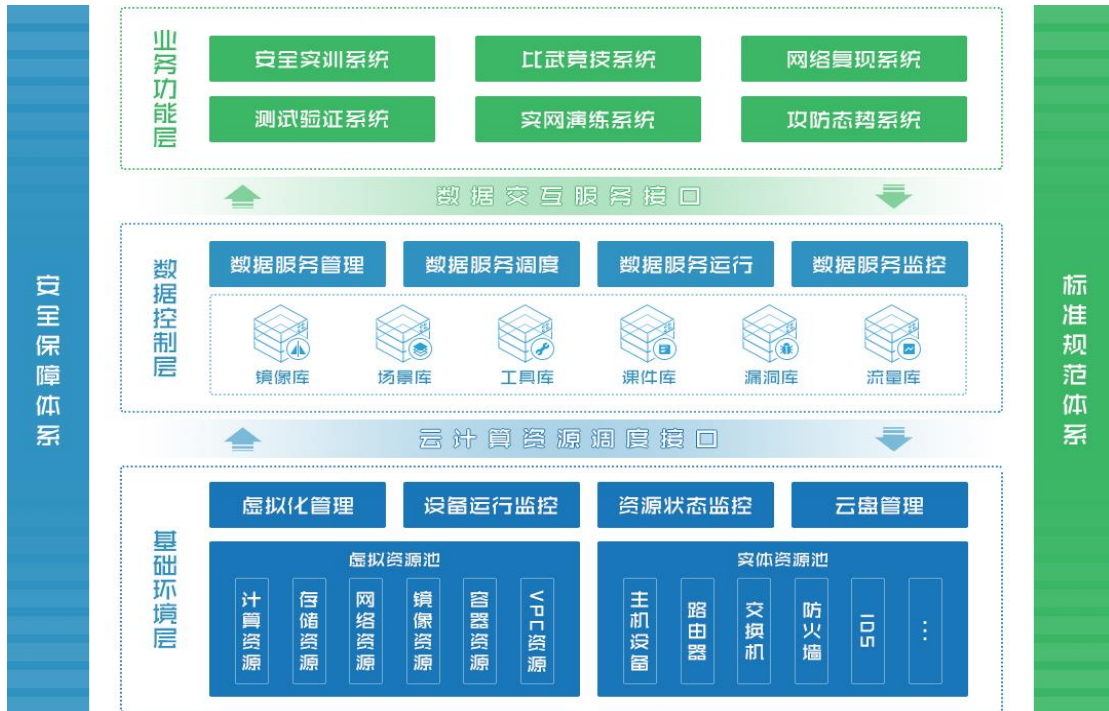 安全保障体系
业务功能层
安全实训系统
比武竞技系统
网络复现系统
测试验证系统
实网演练系统
攻防态势系统
数据交互服务接口
数据控制层
数据服务管理
数据服务调度
数据服务运行
数据服务监控
镜像库
场景库
工具库
课件库
漏洞库
流量库
云计算资源调度接口
基础环境层
虚拟化管理
设备运行监控
资源状态监控
云盘管理
虚拟资源池
计算资源
存储资源
网络资源
镜像资源
容器资源
VPC资源
实体资源池
主机设备
路由器
交换机
防火墙
IDS
...
标准规范体系